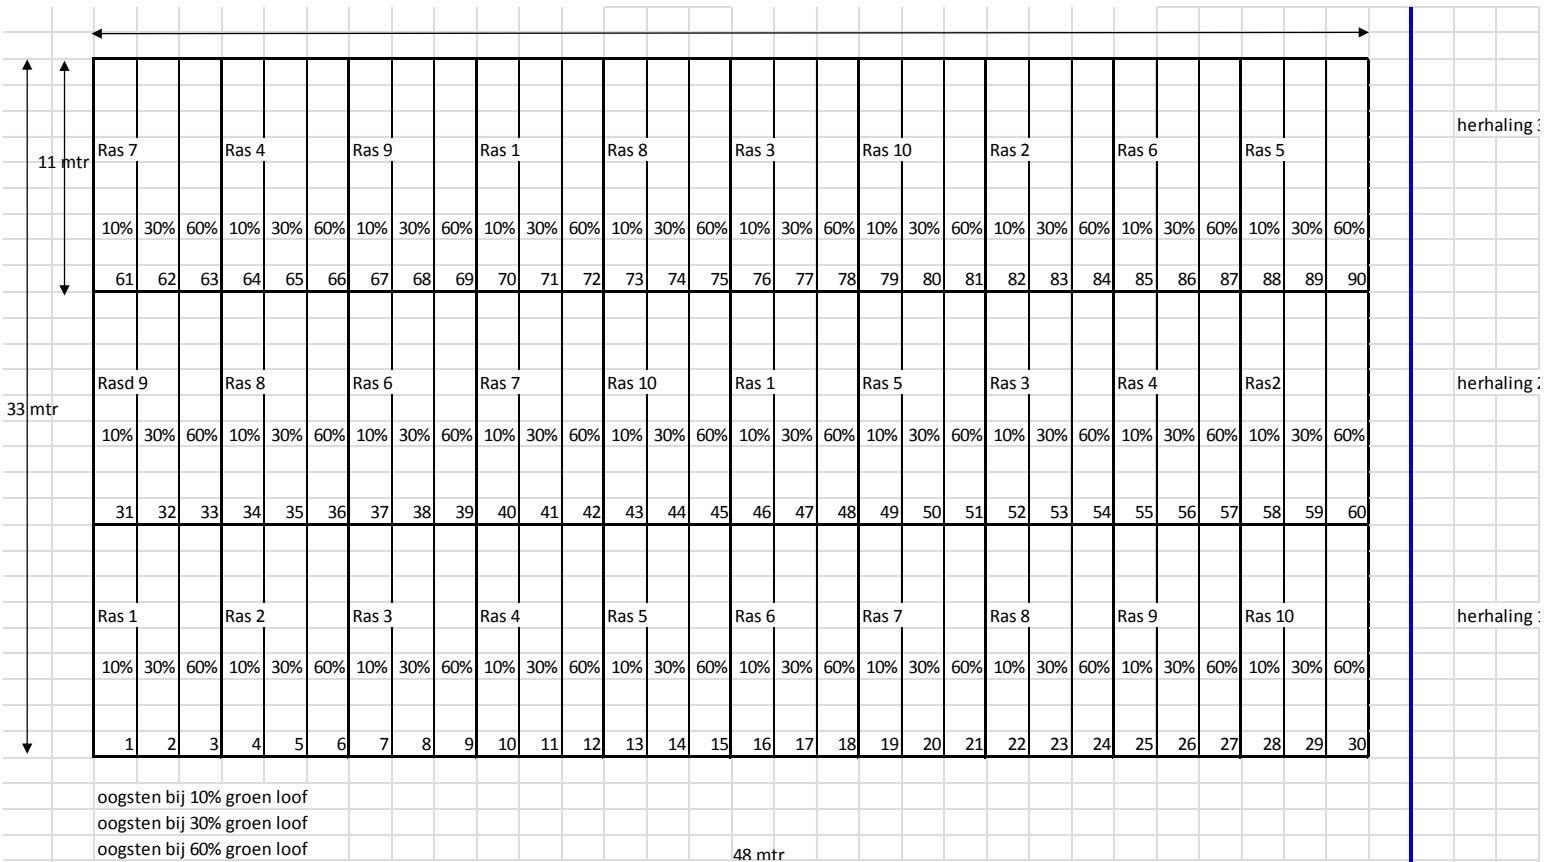 herhaling 3
Ras 7 Ras 4 Ras 9 Ras 1 Ras 8 Ras 3 Ras 10 Ras 2 Ras 6 Ras 5
11 mtr
10% 30% 60% 10% 30% 60% 10% 30% 60% 10% 30% 60% 10% 30% 60% 10% 30% 60% 10% 30% 60% 10% 30% 60% 10% 30% 60% 10% 30% 60%
61 62 63 64 65 66 67 68 69 70 71 72 73 74 75 76 77 78 79 80 81 82 83 84 85 86 87 88 89 90
Rasd 9 Ras 8 Ras 6 Ras 7 Ras 10 Ras 1 Ras 5 Ras 3 Ras 4 Ras2 herhaling 2
33 mtr
10% 30% 60% 10% 30% 60% 10% 30% 60% 10% 30% 60% 10% 30% 60% 10% 30% 60% 10% 30% 60% 10% 30% 60% 10% 30% 60% 10% 30% 60%
31 32 33 34 35 36 37 38 39 40 41 42 43 44 45 46 47 48 49 50 51 52 53 54 55 56 57 58 59 60
Ras 1 Ras 2 Ras 3 Ras 4 Ras 5 Ras 6 Ras 7 Ras 8 Ras 9 Ras 10 herhaling 1
10% 30% 60% 10% 30% 60% 10% 30% 60% 10% 30% 60% 10% 30% 60% 10% 30% 60% 10% 30% 60% 10% 30% 60% 10% 30% 60% 10% 30% 60%
1 2 3 4 5 6 7 8 9 10 11 12 13 14 15 16 17 18 19 20 21 22 23 24 25 26 27 28 29 30
oogsten bij 10% groen loof
oogsten bij 30% groen loof
oogsten bij 60% groen loof
48 mtr